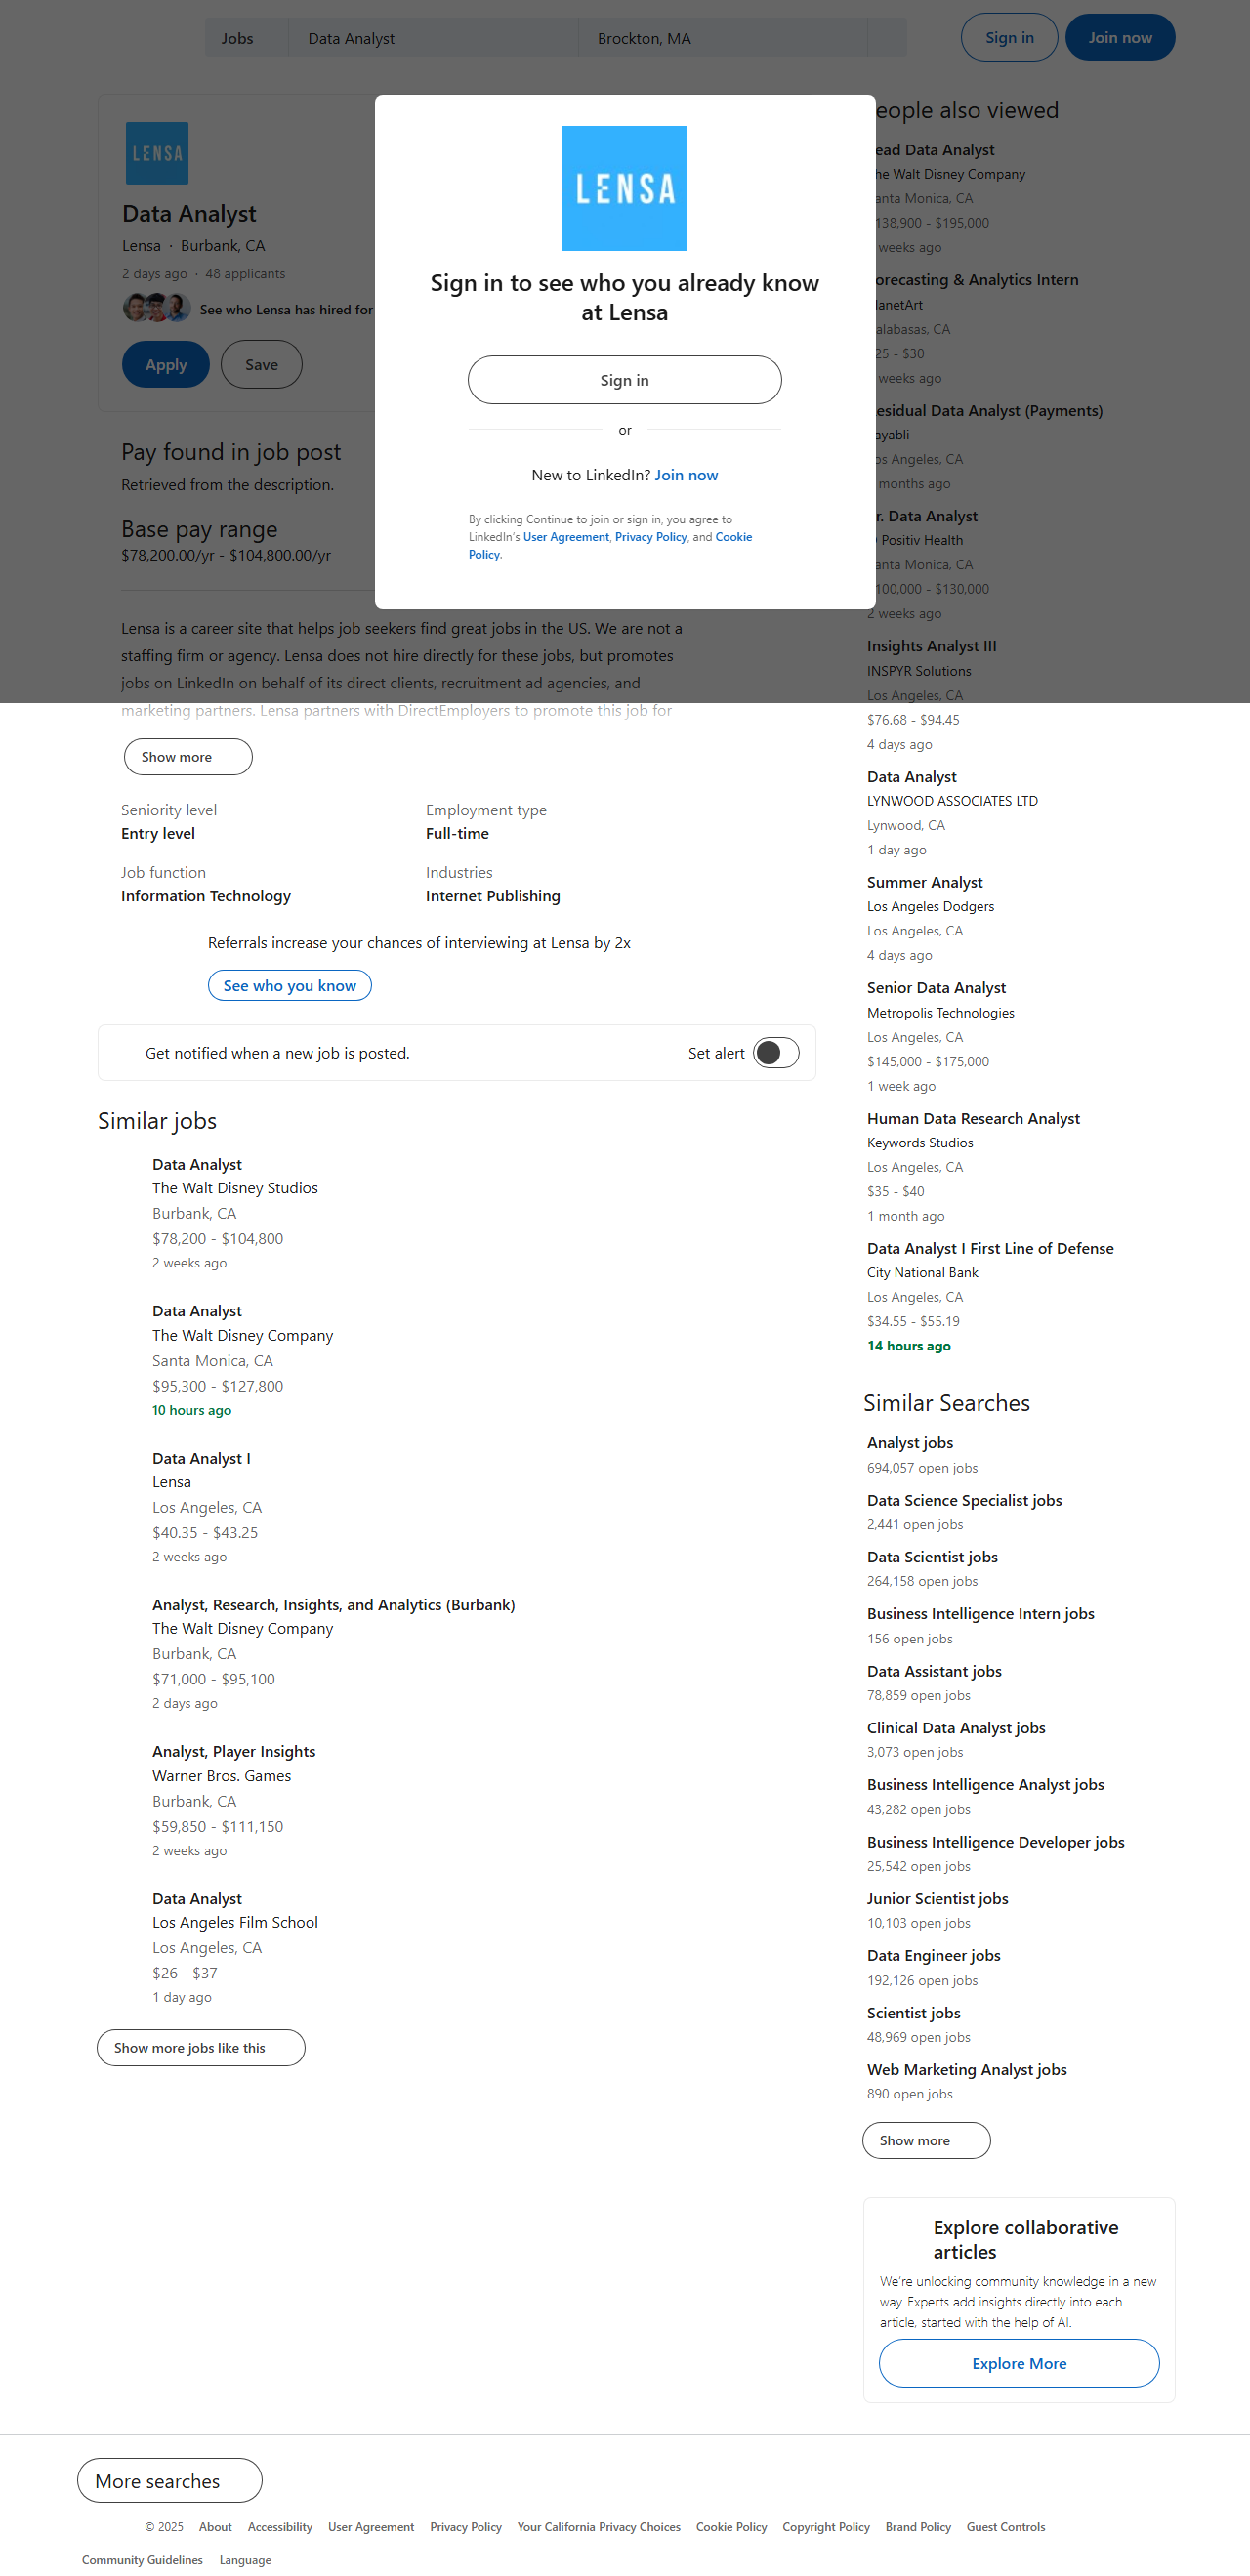 Jobs
Data Analyst
Brockton, MA
Sign in
Join now
LENSA
Data Analyst
Lensa · Burbank, CA
2 days ago · 48 applicants
See who Lensa has hired for
Apply
Save
Pay found in job post
Retrieved from the description.
Base pay range
$78,200.00/yr - $104,800.00/yr
Lensa is a career site that helps job seekers find great jobs in the US. We are not a
staffing firm or agency. Lensa does not hire directly for these jobs, but promotes
jobs on LinkedIn on behalf of its direct clients, recruitment ad agencies, and
marketing partners. Lensa partners with DirectEmployers to promote this job for
Show more
LENSA
Sign in to see who you already know
at Lensa
Sign in
or
New to LinkedIn? Join now
By clicking Continue to join or sign in, you agree to
LinkedIn's User Agreement, Privacy Policy, and Cookie
Policy.
Seniority level
Entry level
Employment type
Full-time
Job function
Information Technology
Industries
Internet Publishing
Referrals increase your chances of interviewing at Lensa by 2x
See who you know
Get notified when a new job is posted.
Set alert
Similar jobs
Data Analyst
The Walt Disney Studios
Burbank, CA
$78,200 - $104,800
2 weeks ago
Data Analyst
The Walt Disney Company
Santa Monica, CA
$95,300 - $127,800
10 hours ago
Data Analyst I
Lensa
Los Angeles, CA
$40.35 - $43.25
2 weeks ago
Analyst, Research, Insights, and Analytics (Burbank)
The Walt Disney Company
Burbank, CA
$71,000 - $95,100
2 days ago
Analyst, Player Insights
Warner Bros. Games
Burbank, CA
$59,850 - $111,150
2 weeks ago
Data Analyst
Los Angeles Film School
Los Angeles, CA
$26 - $37
1 day ago
Show more jobs like this
eople also viewed
ead Data Analyst
he Walt Disney Company
anta Monica, CA
138,900 - $195,000
weeks ago
orecasting & Analytics Intern
lanetArt
alabasas, CA
25 - $30
weeks ago
esidual Data Analyst (Payments)
ayabli
os Angeles, CA
months ago
r. Data Analyst
Positiv Health
anta Monica, CA
100,000 - $130,000
2 weeks ago
Insights Analyst III
INSPYR Solutions
Los Angeles, CA
$76.68 - $94.45
4 days ago
Data Analyst
LYNWOOD ASSOCIATES LTD
Lynwood, CA
1 day ago
Summer Analyst
Los Angeles Dodgers
Los Angeles, CA
4 days ago
Senior Data Analyst
Metropolis Technologies
Los Angeles, CA
$145,000 - $175,000
1 week ago
Human Data Research Analyst
Keywords Studios
Los Angeles, CA
$35 - $40
1 month ago
Data Analyst I First Line of Defense
City National Bank
Los Angeles, CA
$34.55 - $55.19
14 hours ago
Similar Searches
Analyst jobs
694,057 open jobs
Data Science Specialist jobs
2,441 open jobs
Data Scientist jobs
264,158 open jobs
Business Intelligence Intern jobs
156 open jobs
Data Assistant jobs
78,859 open jobs
Clinical Data Analyst jobs
3,073 open jobs
Business Intelligence Analyst jobs
43,282 open jobs
Business Intelligence Developer jobs
25,542 open jobs
Junior Scientist jobs
10,103 open jobs
Data Engineer jobs
192,126 open jobs
Scientist jobs
48,969 open jobs
Web Marketing Analyst jobs
890 open jobs
Show more
Explore collaborative
articles
We're unlocking community knowledge in a new
way. Experts add insights directly into each
article, started with the help of AI.
Explore More
More searches
© 2025 About Accessibility User Agreement Privacy Policy Your California Privacy Choices Cookie Policy Copyright Policy Brand Policy Guest Controls
Community Guidelines Language